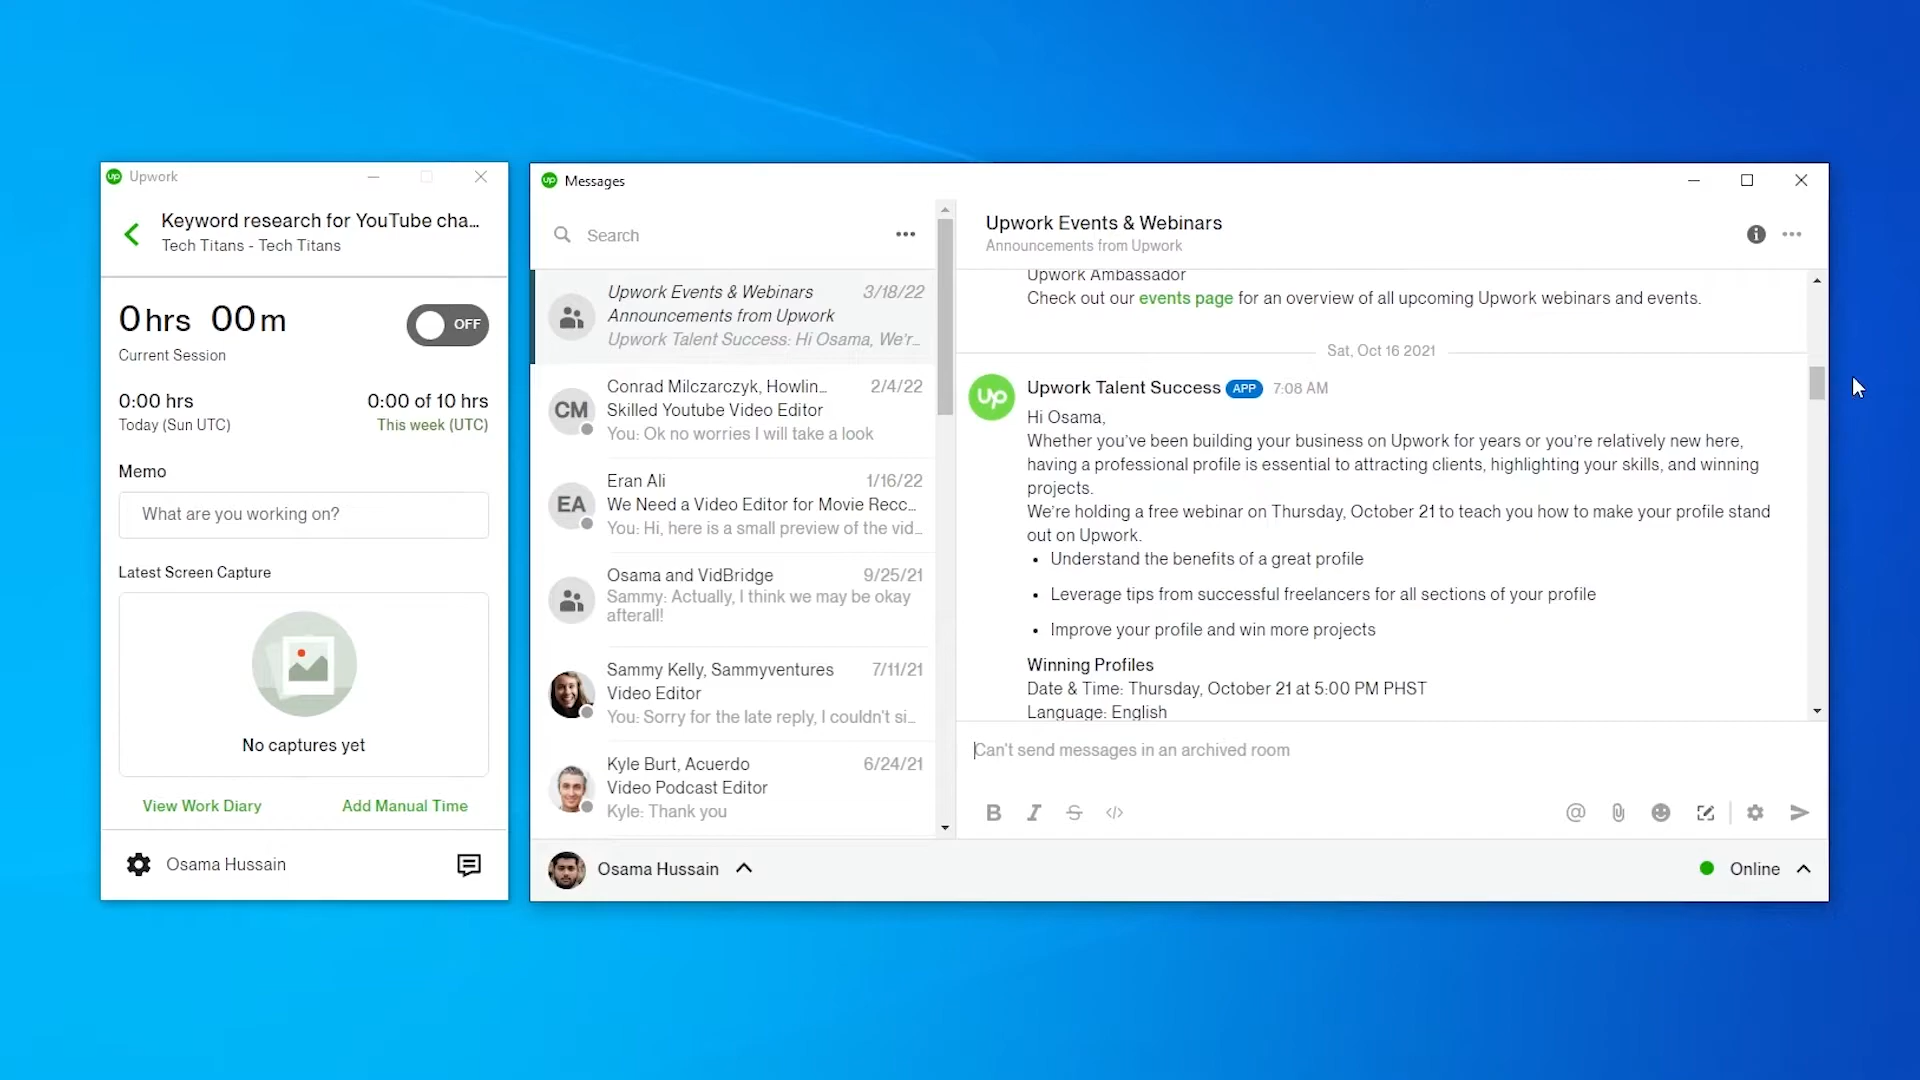 Upwork
Keyword research for YouTube cha...
Tech Titans - Tech Titans
0 hrs 00 m
OFF
Current Session
0:00 hrs
0:00 of 10 hrs
Today (Sun UTC)
This week (UTC)
Memo
What are you working on?
Latest Screen Capture
No captures yet
View Work Diary
Add Manual Time
Osama Hussain
Messages
Search
Upwork Events & Webinars 3/18/22
Announcements from Upwork
Upwork Talent Success: Hi Osama, We'r...
CM
Conrad Milczarczyk, Howlin... 2/4/22
Skilled Youtube Video Editor
You: Ok no worries I will take a look
EA
Eran Ali 1/16/22
We Need a Video Editor for Movie Recc...
You: Hi, here is a small preview of the vid...
Osama and VidBridge 9/25/21
Sammy: Actually, I think we may be okay
afterall!
Sammy Kelly, Sammyventures 7/11/21
Video Editor
You: Sorry for the late reply, I couldn't si...
Kyle Burt, Acuerdo 6/24/21
Video Podcast Editor
Kyle: Thank you
Osama Hussain
Upwork Events & Webinars
Announcements from Upwork
Upwork Ambassador
Check out our events page for an overview of all upcoming Upwork webinars and events.
Sat, Oct 16 2021
up
Upwork Talent Success APP 7:08 AM
Hi Osama,
Whether you've been building your business on Upwork for years or you're relatively new here,
having a professional profile is essential to attracting clients, highlighting your skills, and winning
projects.
We're holding a free webinar on Thursday, October 21 to teach you how to make your profile stand
out on Upwork.
• Understand the benefits of a great profile
• Leverage tips from successful freelancers for all sections of your profile
• Improve your profile and win more projects
Winning Profiles
Date & Time: Thursday, October 21 at 5:00 PM PHST
Language: English
Can't send messages in an archived room
B I S </> @
Online